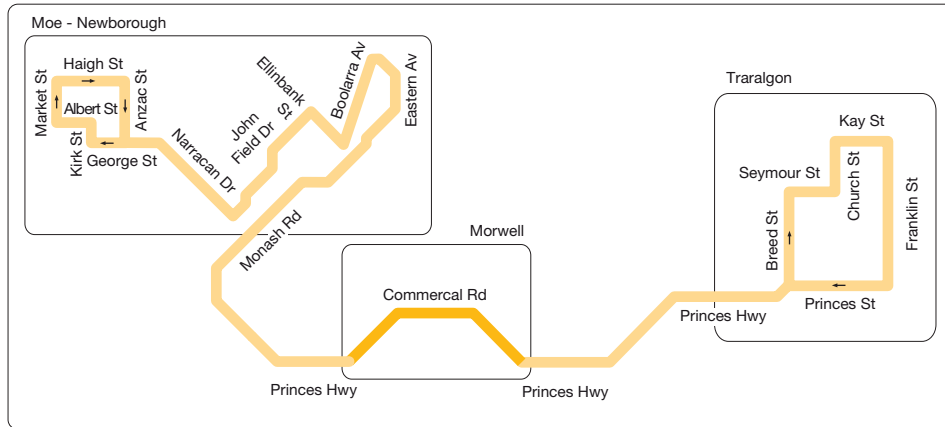 Moe - Newborough
Haigh St
Market St
Albert St
Anzac St
Kirk St
George St
Narracan Dr
John
Field Dr
Ellinbank
St
Boolarra Av
Eastern Av
Monash Rd
Princes Hwy
Morwell
Commercal Rd
Princes Hwy
Traralgon
Kay St
Seymour St
Church St
Franklin St
Breed St
Princes St
Princes Hwy